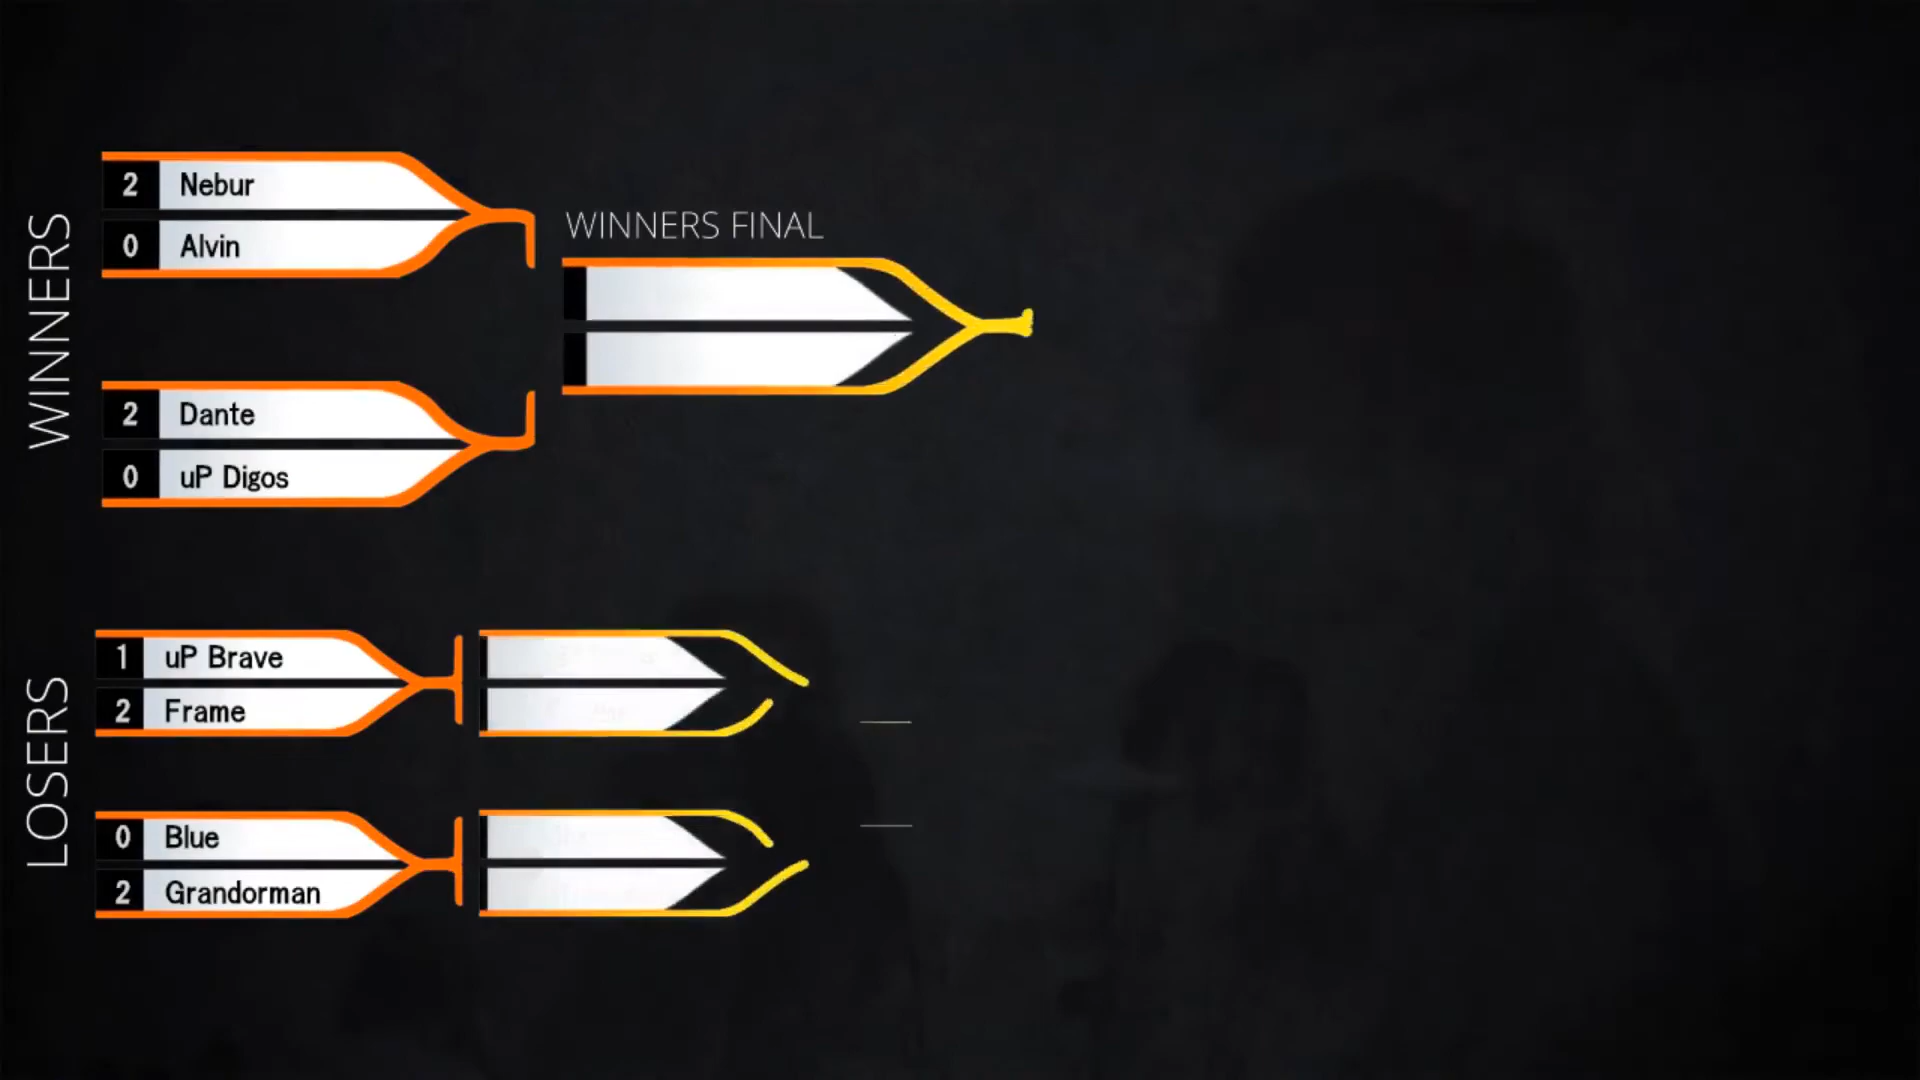 WINNERS
2 Nebur
0 Alvin
2 Dante
0 uP Digos
WINNERS FINAL
LOSERS
1 uP Brave
2 Frame
0 Blue
2 Grandorman